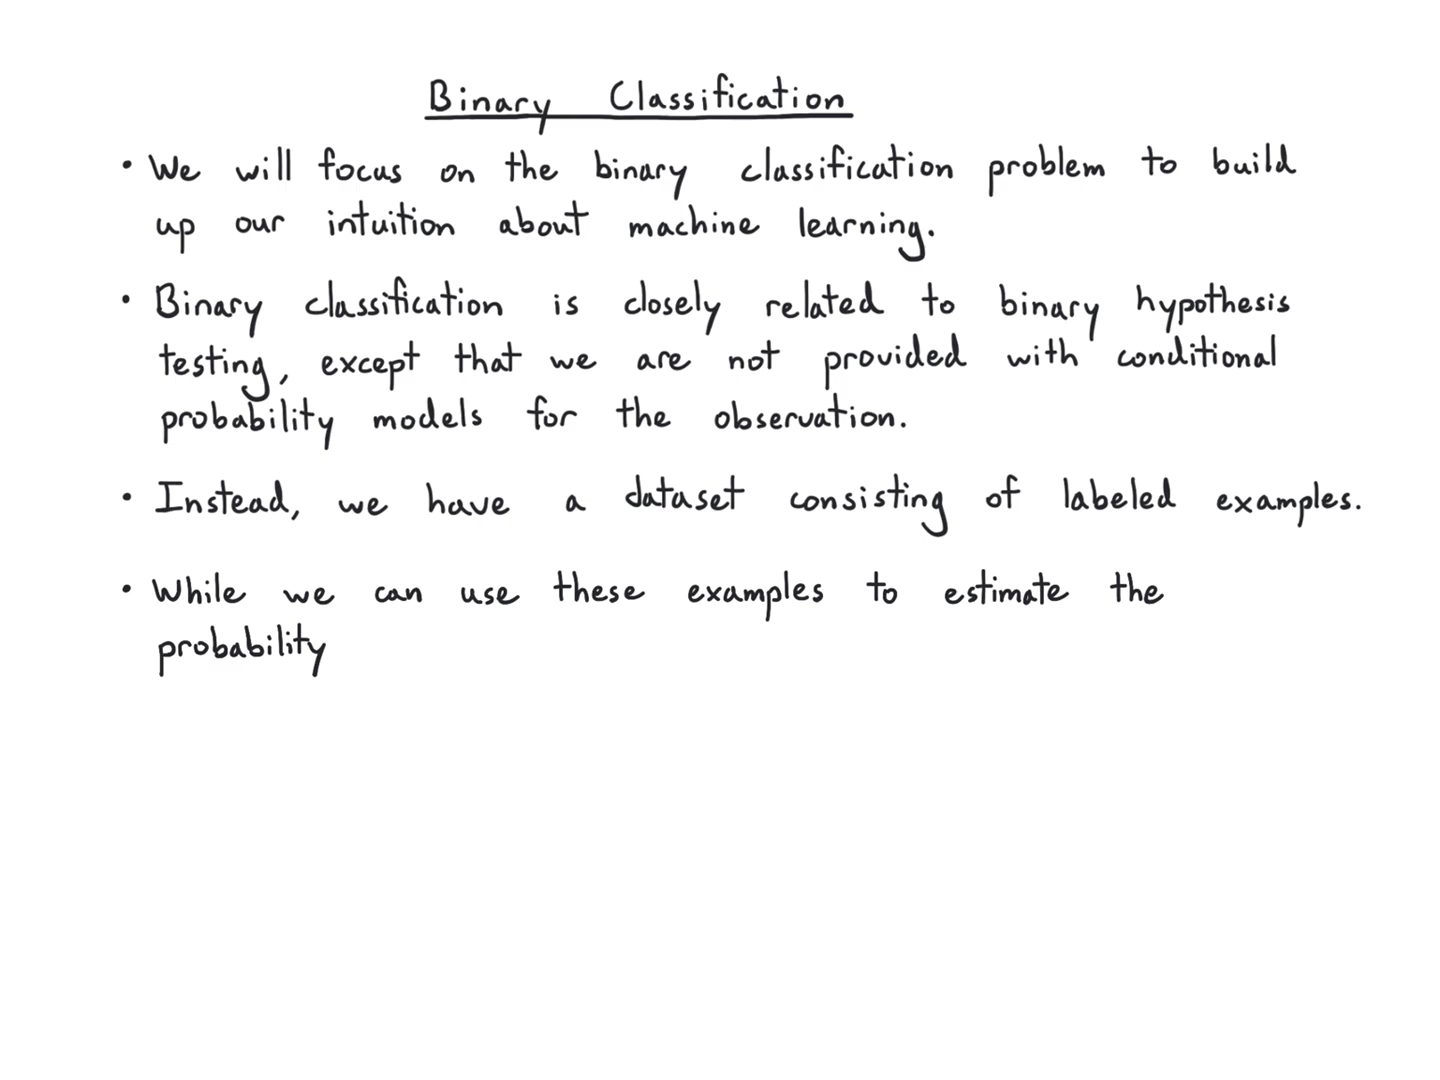 Binary Classification
• We will focus on the binary classification problem to build
up our intuition about machine learning.
• Binary classification is closely related to binary hypothesis
testing, except that we are not provided with conditional
probability models for the observation.
• Instead, we have a dataset consisting of labeled examples.
• While we can use these examples to estimate the
probability